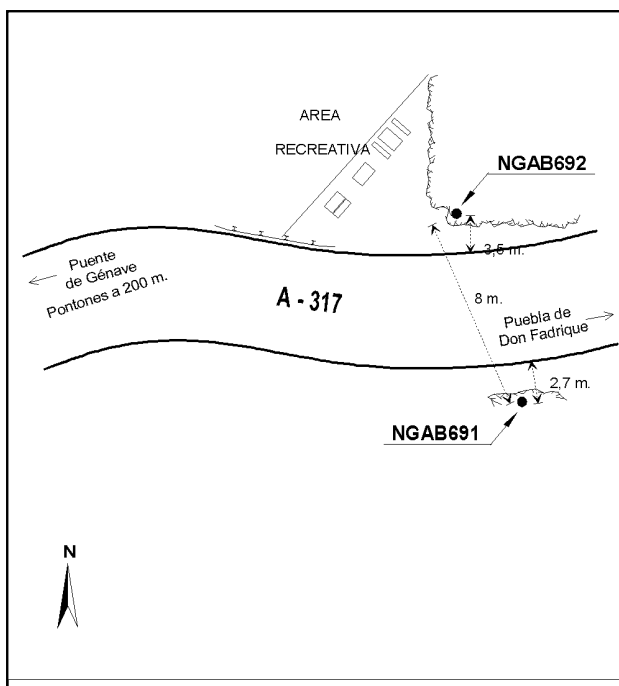 AREA
RECREATIVA
NGAB692
3,5 m.
Puente
de Génave
Pontones a 200 m.
A - 317
8 m.
Puebla de
Don Fadrique
2,7 m.
NGAB691
N